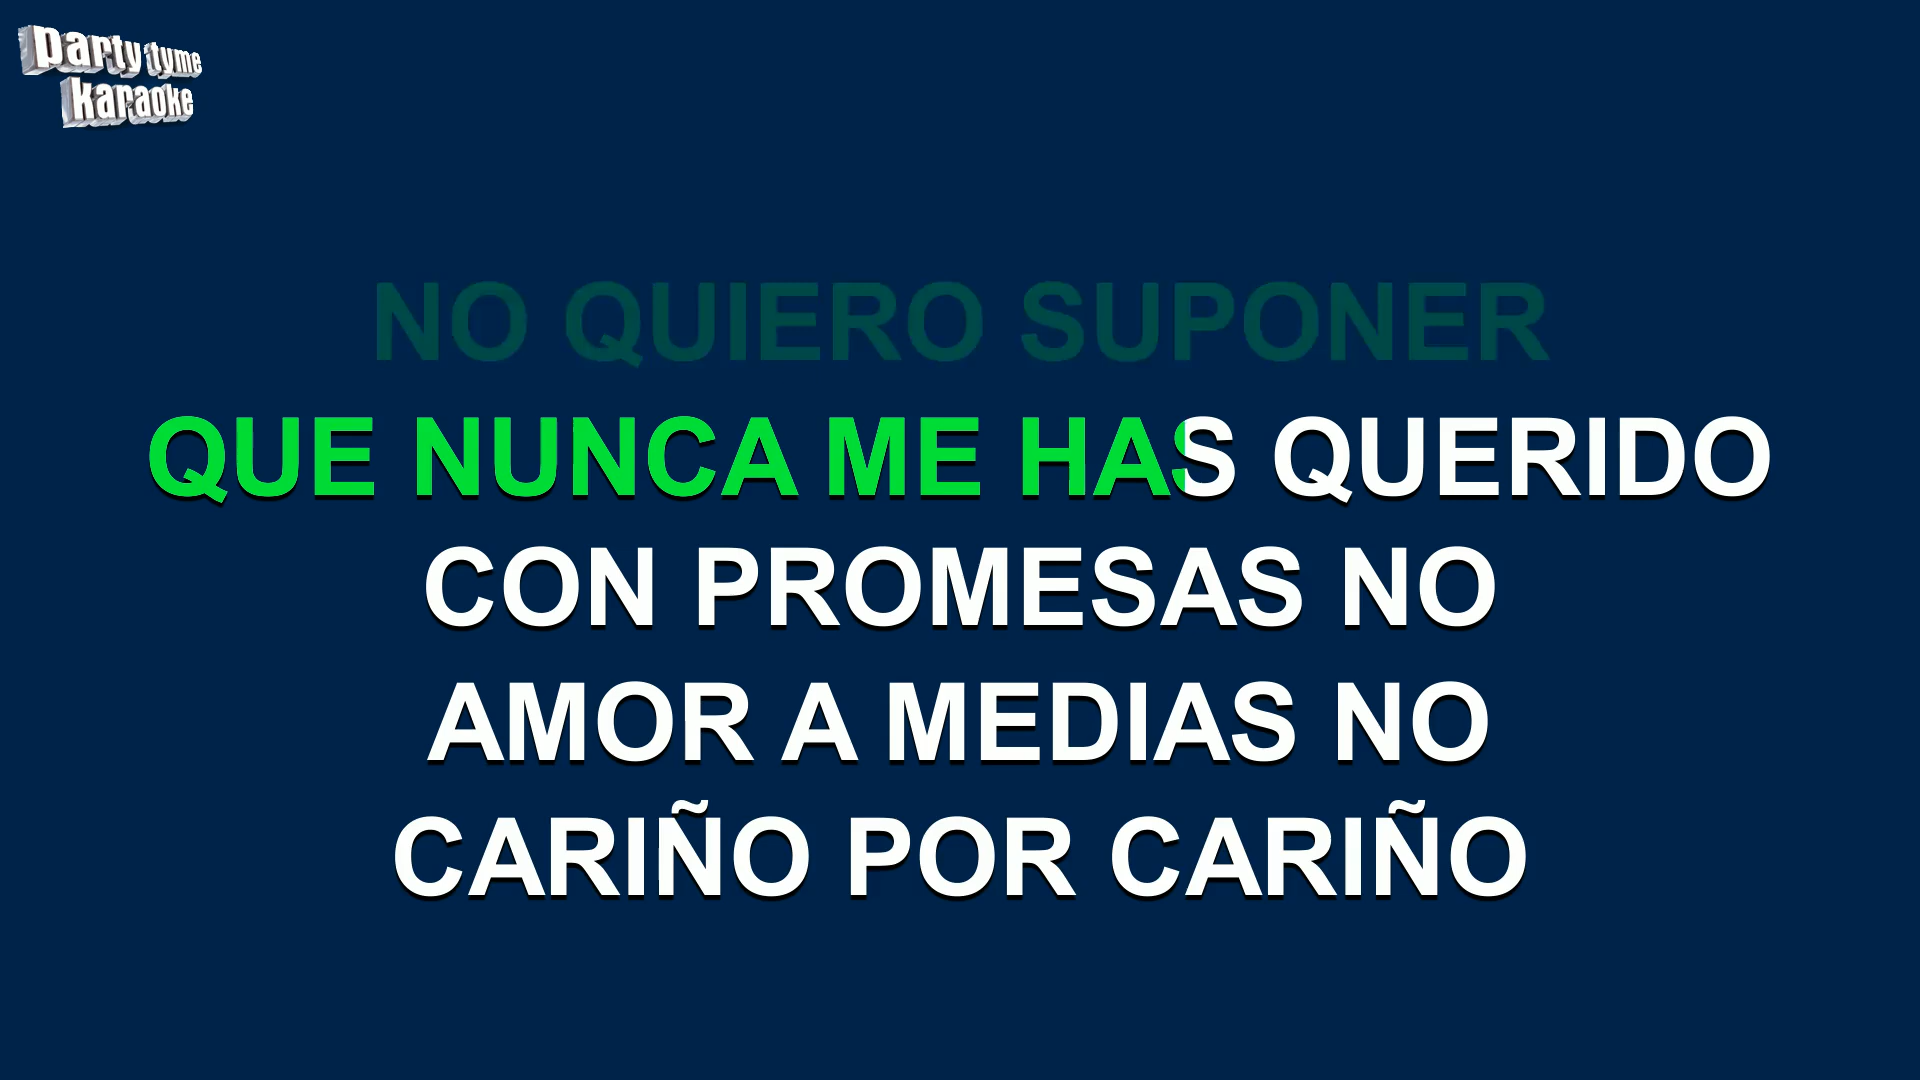 party tyme
karaoke
NO QUIERO SUPONER
QUE NUNCA ME HAS QUERIDO
CON PROMESAS NO
AMOR A MEDIAS NO
CARIÑO POR CARIÑO